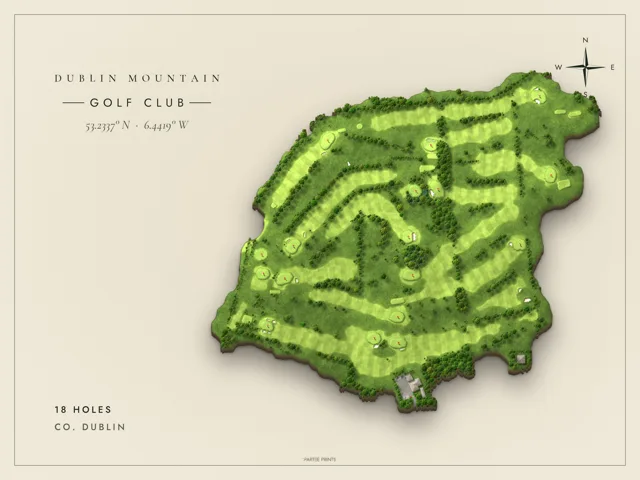 DUBLIN MOUNTAIN
GOLF CLUB
53.2337° N · 6.4419° W
N
W E
S
18 HOLES
CO. DUBLIN